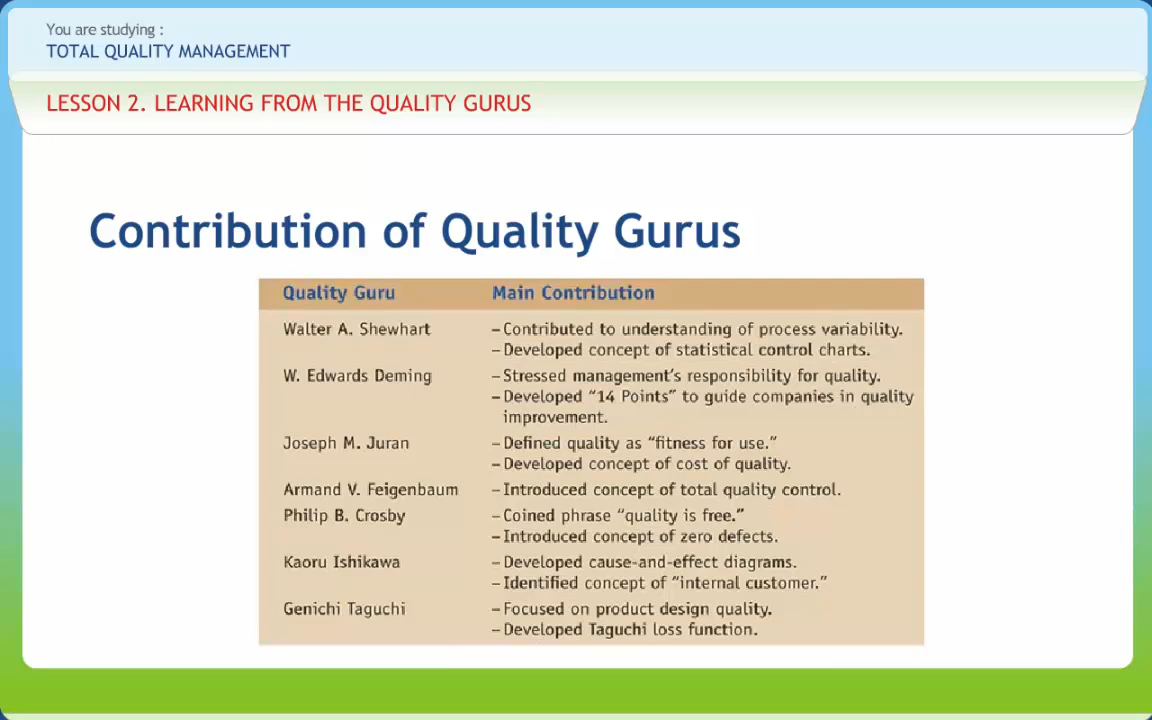 You are studying :
TOTAL QUALITY MANAGEMENT
LESSON 2. LEARNING FROM THE QUALITY GURUS
Contribution of Quality Gurus
Quality Guru Main Contribution
Walter A. Shewhart –Contributed to understanding of process variability.
–Developed concept of statistical control charts.
W. Edwards Deming –Stressed management's responsibility for quality.
–Developed "14 Points" to guide companies in quality
improvement.
Joseph M. Juran –Defined quality as "fitness for use."
–Developed concept of cost of quality.
Armand V. Feigenbaum –Introduced concept of total quality control.
Philip B. Crosby –Coined phrase "quality is free."
–Introduced concept of zero defects.
Kaoru Ishikawa –Developed cause-and-effect diagrams.
–Identified concept of "internal customer."
Genichi Taguchi –Focused on product design quality.
–Developed Taguchi loss function.